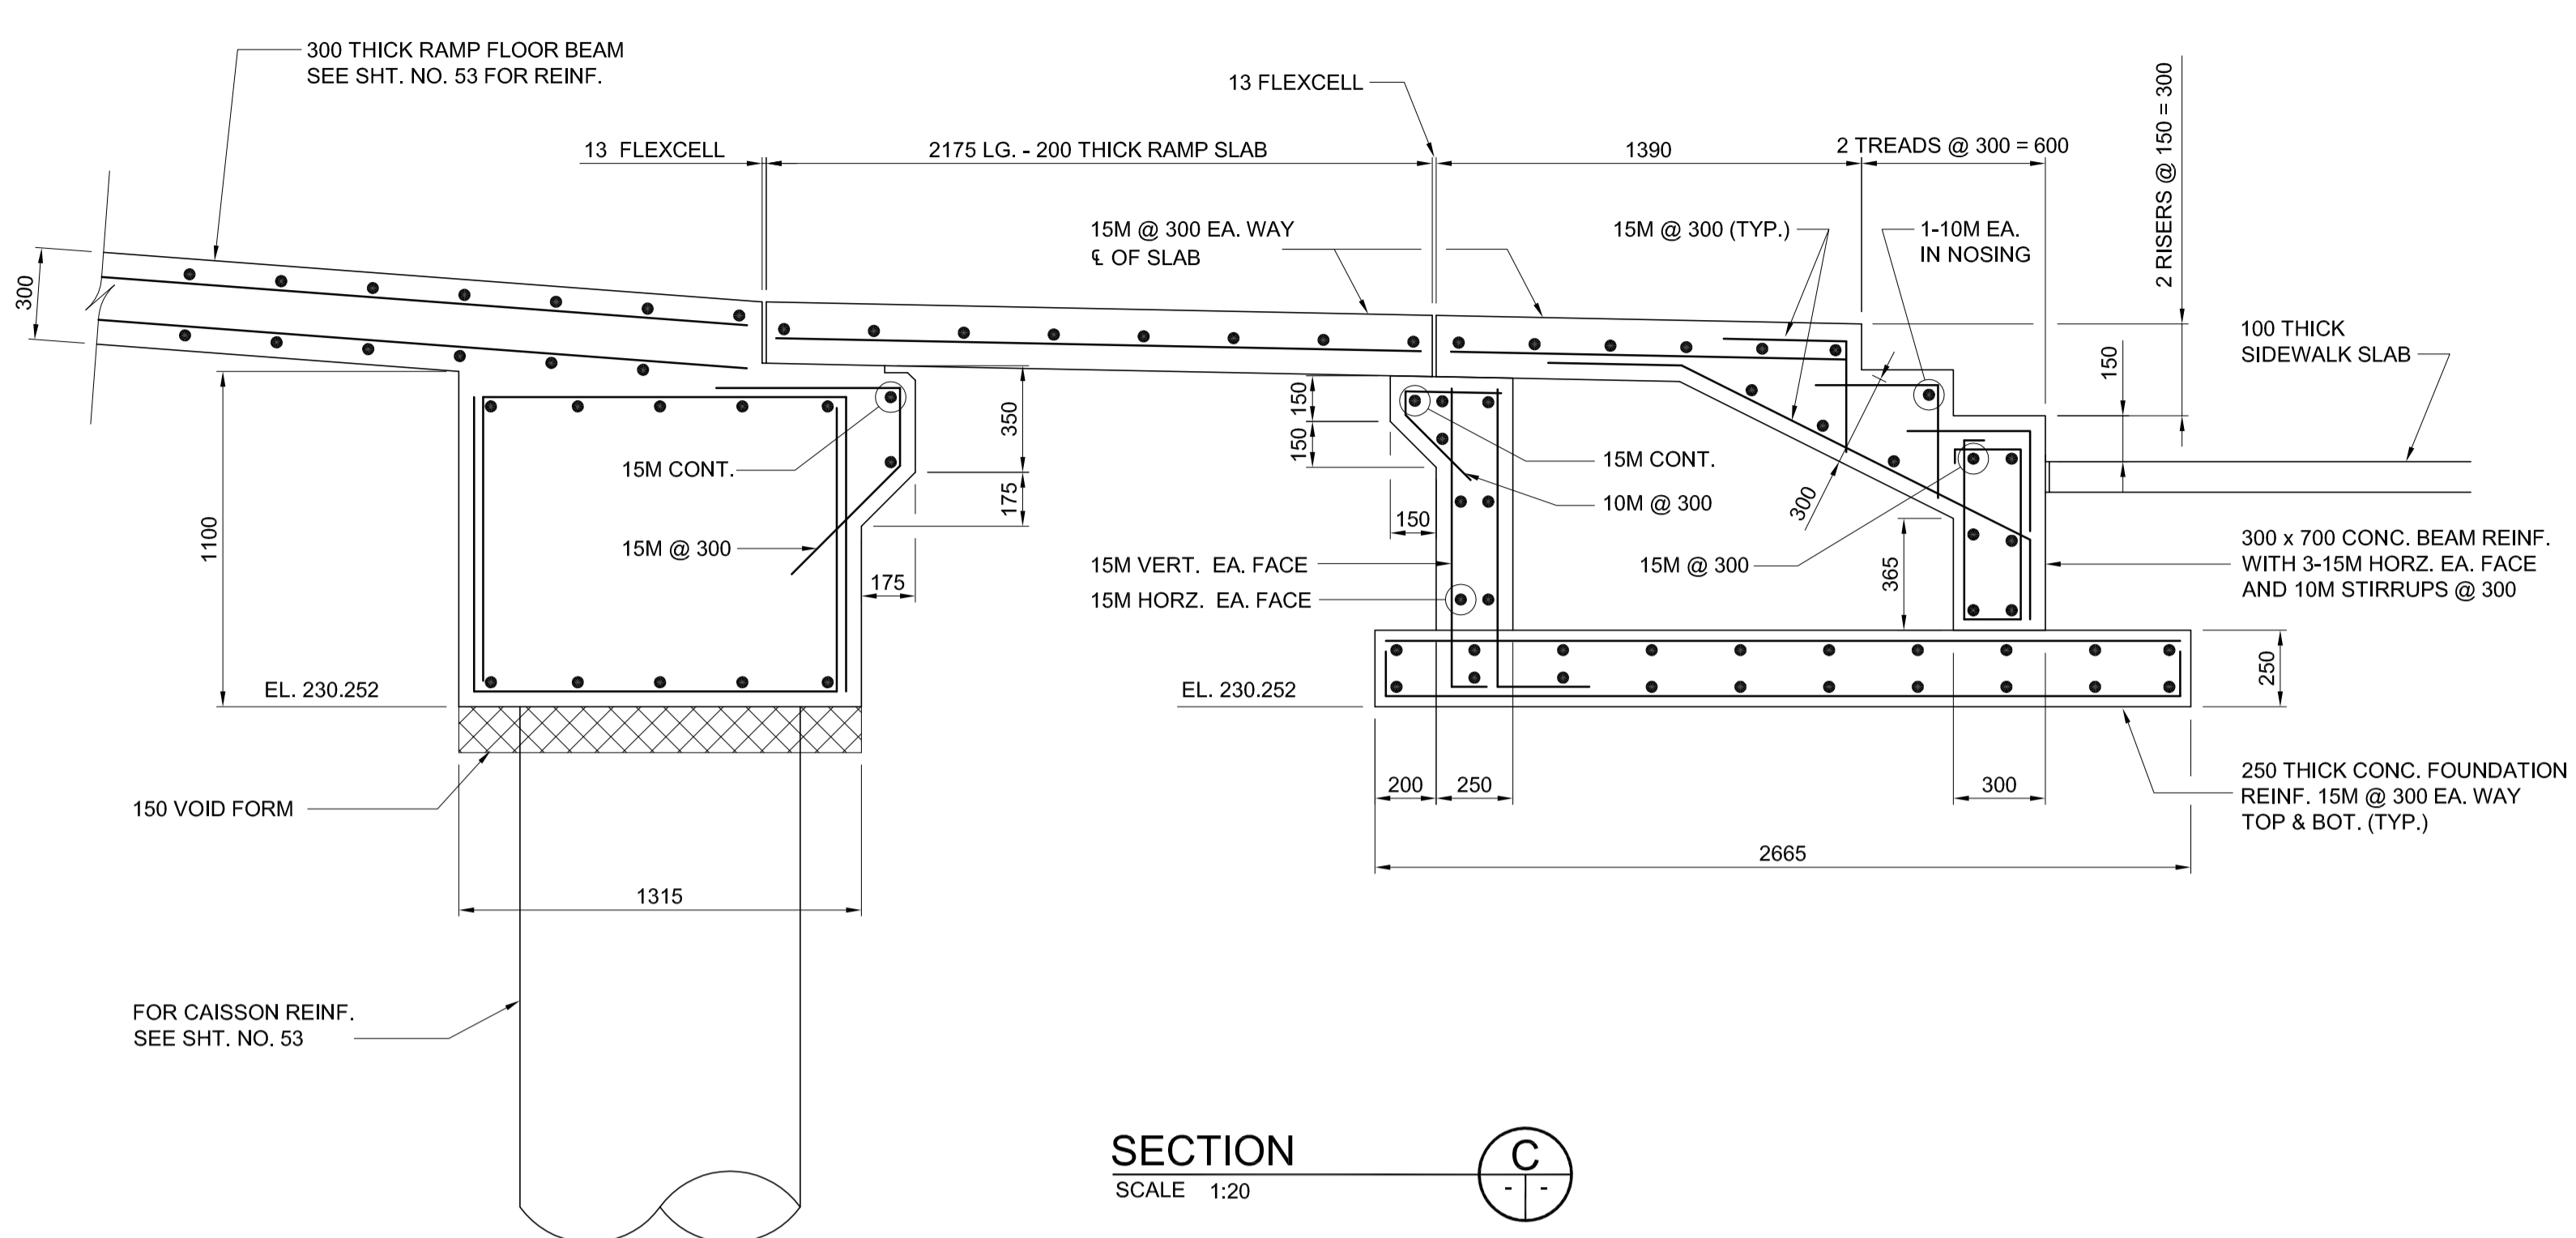 300 THICK RAMP FLOOR BEAM
SEE SHT. NO. 53 FOR REINF.
13 FLEXCELL
13 FLEXCELL
2175 LG. - 200 THICK RAMP SLAB
1390
2 TREADS @ 300 = 600
2 RISERS @ 150 = 300
15M @ 300 EA. WAY
℄ OF SLAB
15M @ 300 (TYP.)
1-10M EA.
IN NOSING
300
100 THICK
SIDEWALK SLAB
150
350
175
175
15M CONT.
15M @ 300
1100
150
150
150
15M CONT.
10M @ 300
300
15M @ 300
365
15M VERT. EA. FACE
15M HORZ. EA. FACE
300 x 700 CONC. BEAM REINF.
WITH 3-15M HORZ. EA. FACE
AND 10M STIRRUPS @ 300
EL. 230.252
EL. 230.252
250
150 VOID FORM
200
250
300
250 THICK CONC. FOUNDATION
REINF. 15M @ 300 EA. WAY
TOP & BOT. (TYP.)
2665
1315
FOR CAISSON REINF.
SEE SHT. NO. 53
SECTION
SCALE 1:20
C
- -